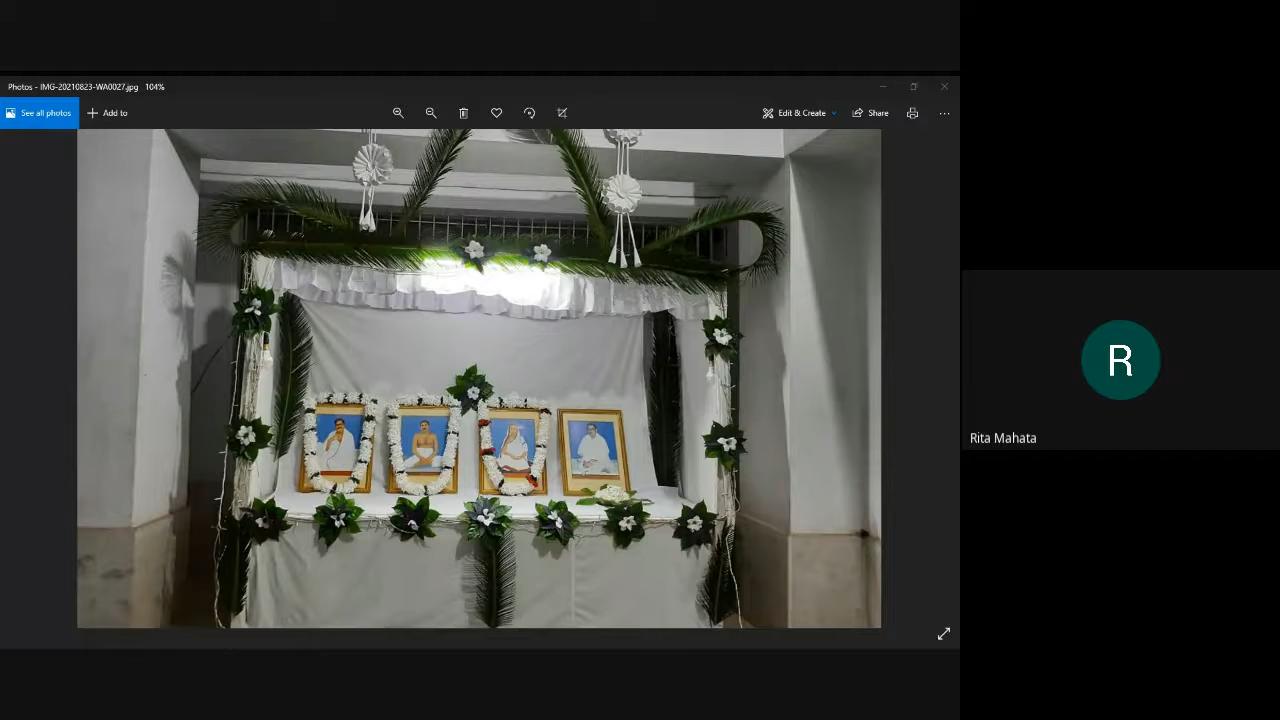 Photos - IMG-20210823-WA0027.jpg   104%
See all photos
Add to
Edit & Create
Share
R
Rita Mahata